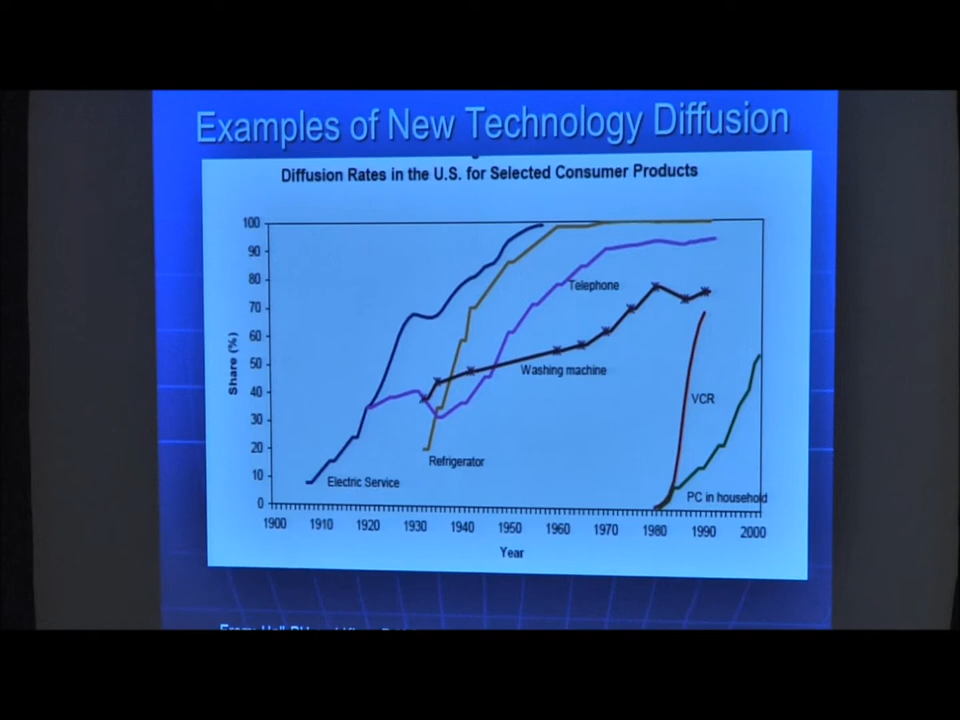 Examples of New Technology Diffusion
Diffusion Rates in the U.S. for Selected Consumer Products
100
90
80
70
60
50
40
30
20
10
0
Share (%)
Telephone
Washing machine
VCR
Refrigerator
Electric Service
PC in household
1900 1910 1920 1930 1940 1950 1960 1970 1980 1990 2000
Year